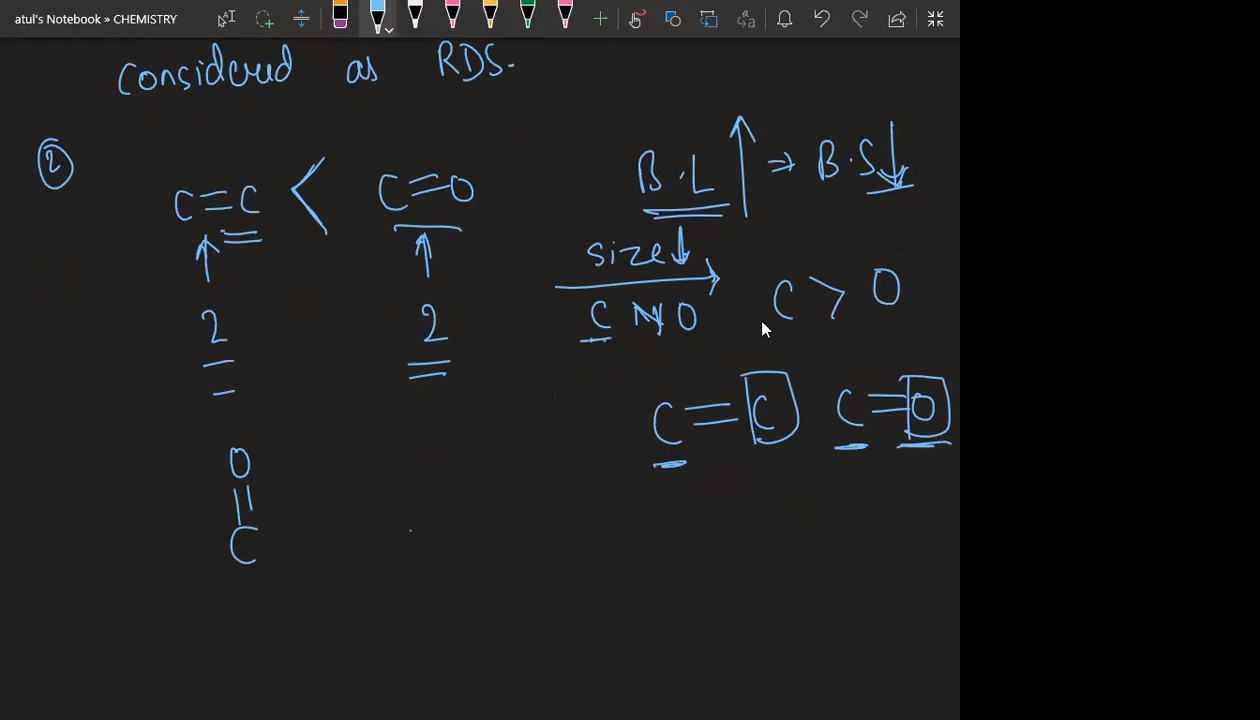 atul's Notebook » CHEMISTRY
considered as RDS.
②
C=C < C=O
B.L ↑ ⇒ B.S↓
size↓
C N O
C > O
2
2
C=C C=O
O
||
C